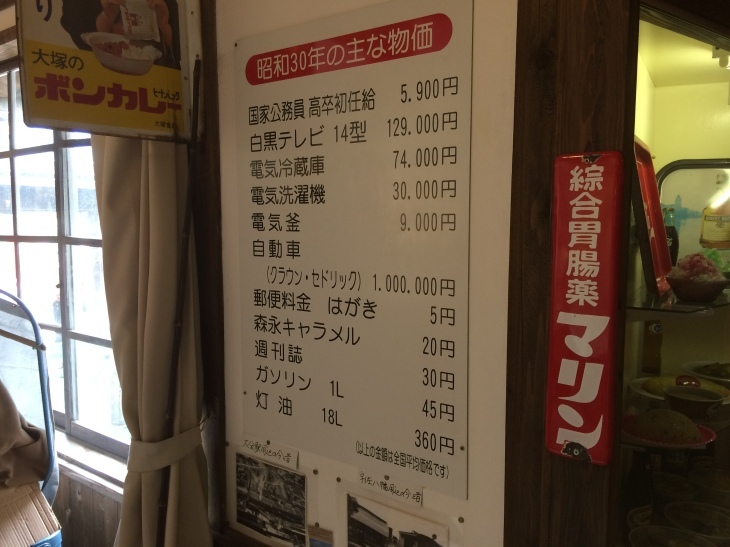 り
大塚の
ボンカレー
昭和30年の主な物価
国家公務員 高卒初任給 5.900円
白黒テレビ 14型 129.000円
電気冷蔵庫 74.000円
電気洗濯機 30.000円
電気釜 9.000円
自動車
(クラウン・セドリック) 1.000.000円
郵便料金 はがき 5円
森永キャラメル 20円
週刊誌 30円
ガソリン 1L 45円
灯油 18L 360円
(以上の金額は全国平均価格です)
綜合胃腸薬
マリン